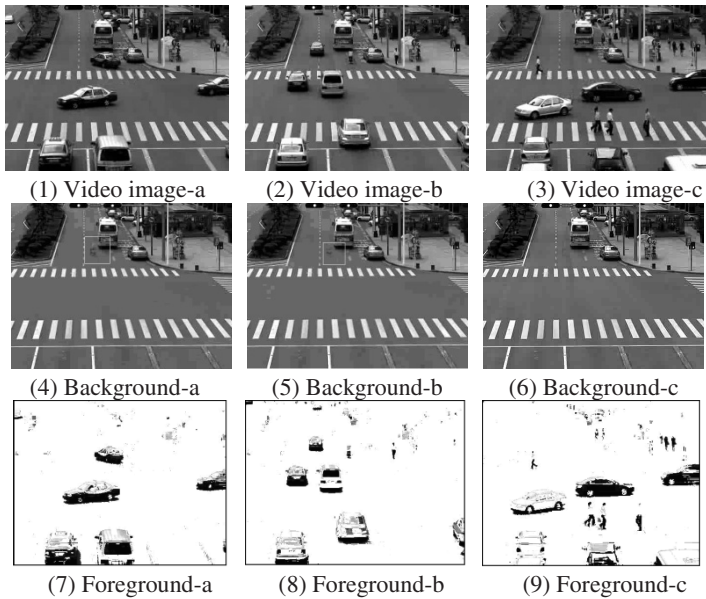 (1) Video image-a
(2) Video image-b
(3) Video image-c
(4) Background-a
(5) Background-b
(6) Background-c
(7) Foreground-a
(8) Foreground-b
(9) Foreground-c